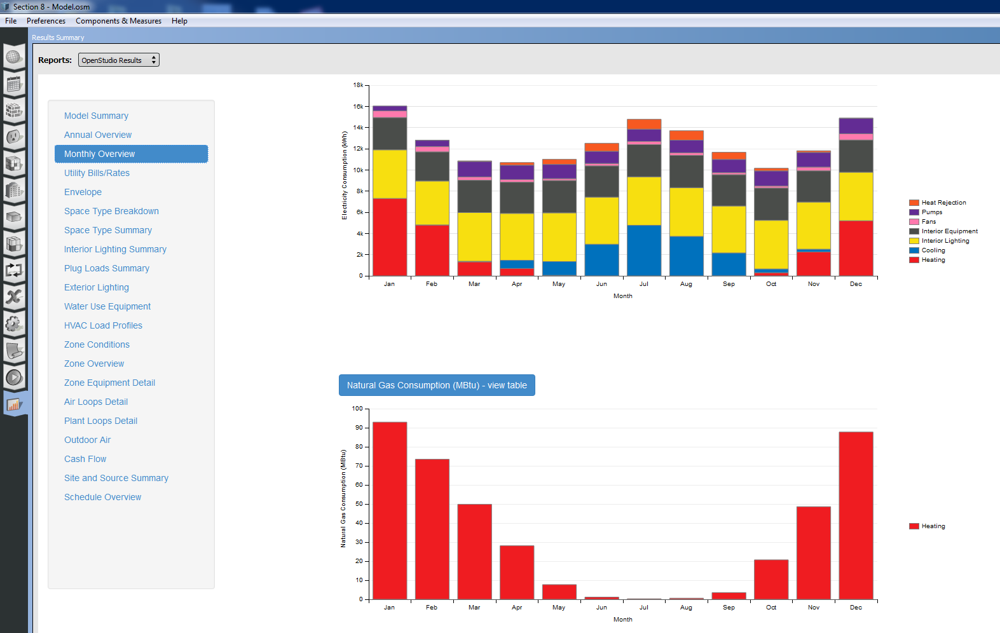 Section 8 - Model.osm
File Preferences Components & Measures Help
Results Summary
Reports: OpenStudio Results
Model Summary
Annual Overview
Monthly Overview
Utility Bills/Rates
Envelope
Space Type Breakdown
Space Type Summary
Interior Lighting Summary
Plug Loads Summary
Exterior Lighting
Water Use Equipment
HVAC Load Profiles
Zone Conditions
Zone Overview
Zone Equipment Detail
Air Loops Detail
Plant Loops Detail
Outdoor Air
Cash Flow
Site and Source Summary
Schedule Overview
Electricity Consumption (kWh)
18k
16k
14k
12k
10k
8k
6k
4k
2k
0
Jan Feb Mar Apr May Jun Jul Aug Sep Oct Nov Dec
Month
Heat Rejection
Pumps
Fans
Interior Equipment
Interior Lighting
Cooling
Heating
Natural Gas Consumption (MBtu) - view table
Natural Gas Consumption (MBtu)
100
90
80
70
60
50
40
30
20
10
0
Jan Feb Mar Apr May Jun Jul Aug Sep Oct Nov Dec
Month
Heating